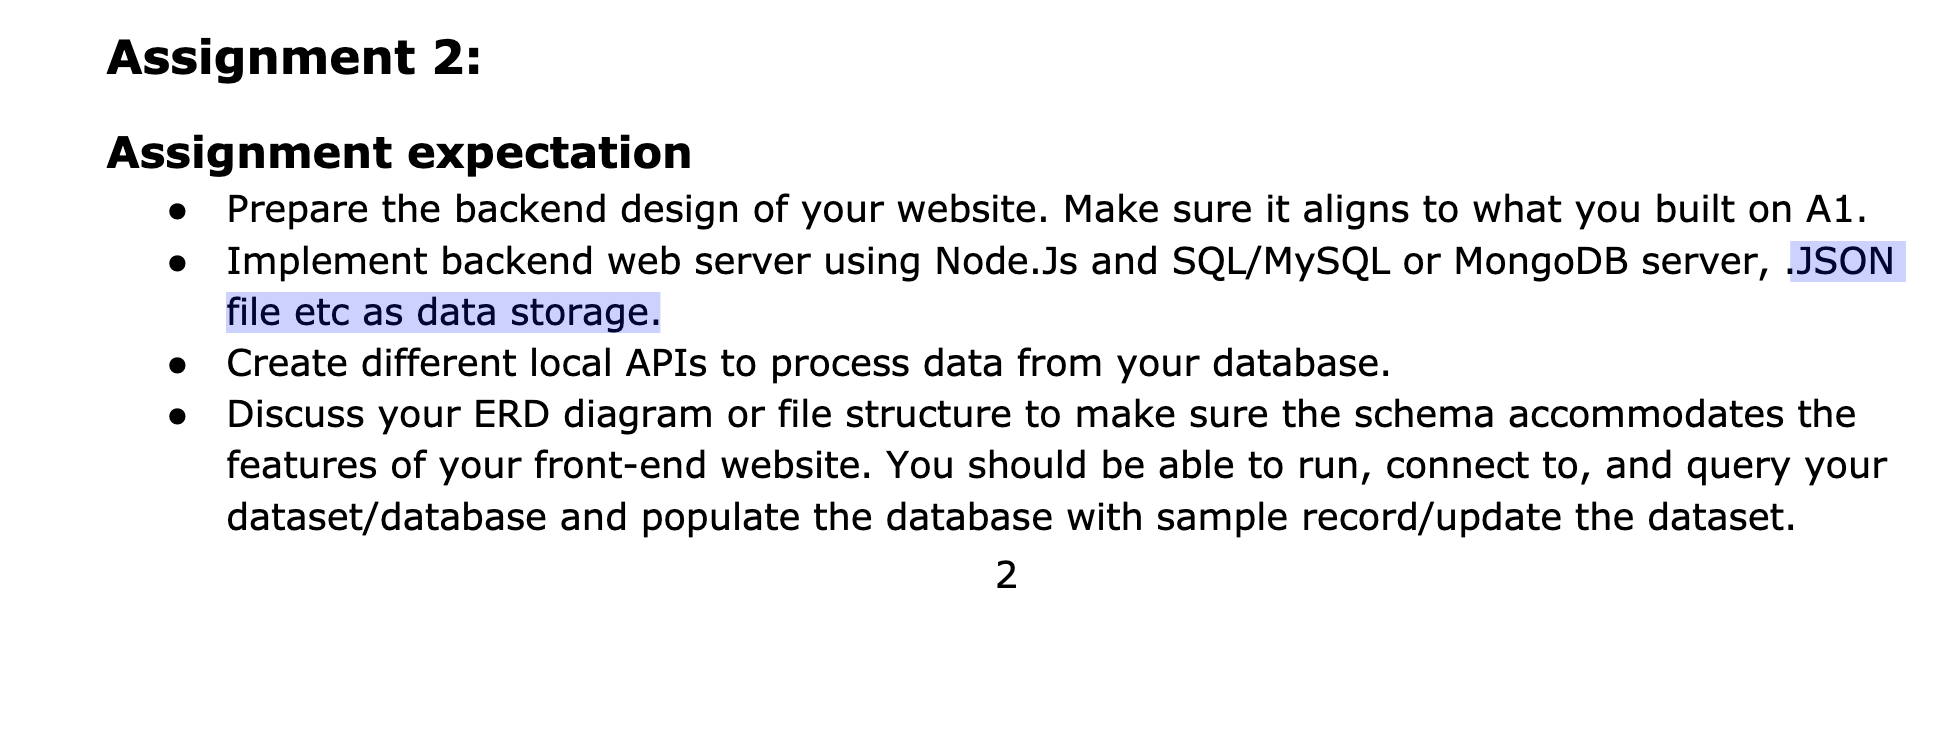 Assignment 2:
Assignment expectation
● Prepare the backend design of your website. Make sure it aligns to what you built on A1.
● Implement backend web server using Node.Js and SQL/MySQL or MongoDB server, .JSON
file etc as data storage.
● Create different local APIs to process data from your database.
● Discuss your ERD diagram or file structure to make sure the schema accommodates the
features of your front-end website. You should be able to run, connect to, and query your
dataset/database and populate the database with sample record/update the dataset.
2